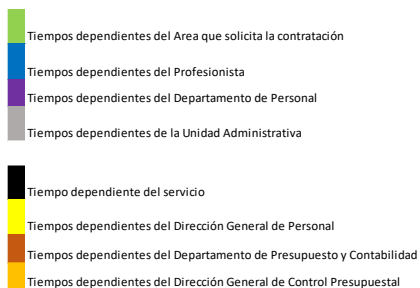 Tiempos dependientes del Area que solicita la contratación
Tiempos dependientes del Profesionista
Tiempos dependientes del Departamento de Personal
Tiempos dependientes de la Unidad Administrativa
Tiempo dependiente del servicio
Tiempos dependientes del Dirección General de Personal
Tiempos dependientes del Departamento de Presupuesto y Contabilidad
Tiempos dependientes del Dirección General de Control Presupuestal